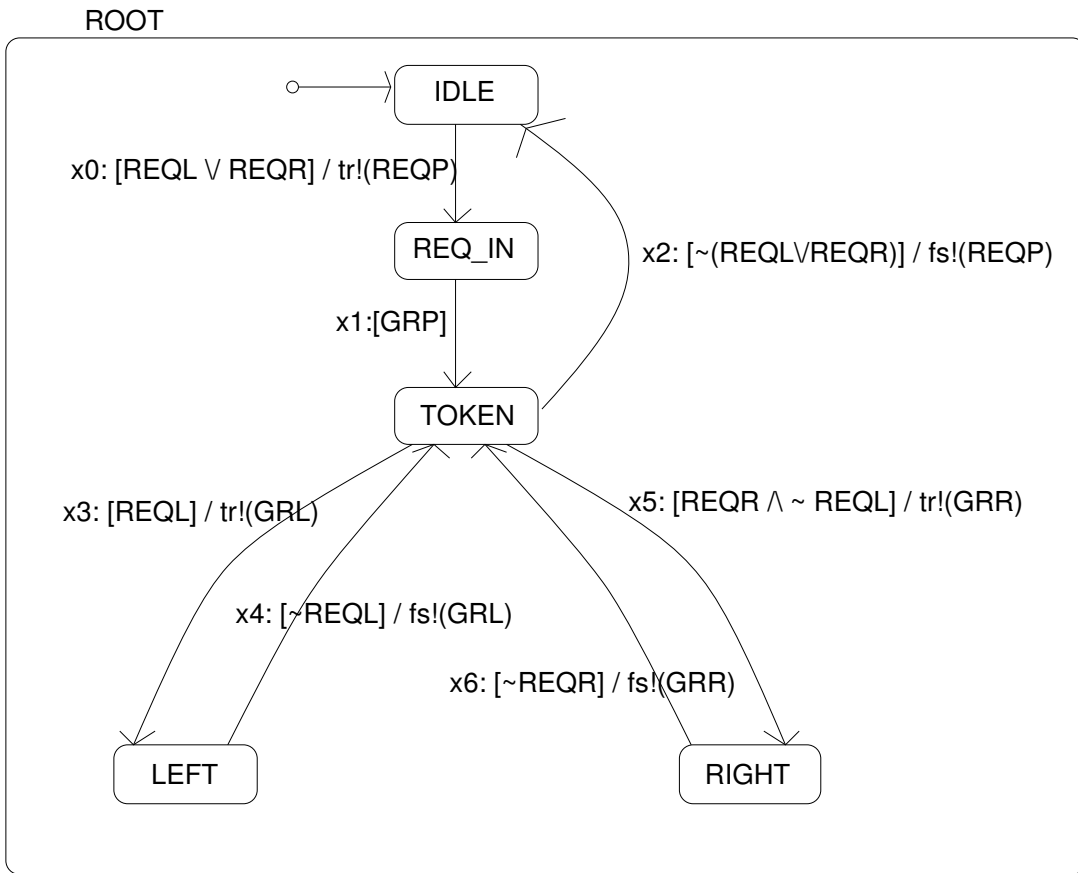 ROOT
IDLE
x0: [REQL \/ REQR] / tr!(REQP)
REQ_IN
x2: [~(REQL\/REQR)] / fs!(REQP)
x1:[GRP]
TOKEN
x3: [REQL] / tr!(GRL)
x5: [REQR /\ ~ REQL] / tr!(GRR)
x4: [~REQL] / fs!(GRL)
x6: [~REQR] / fs!(GRR)
LEFT
RIGHT